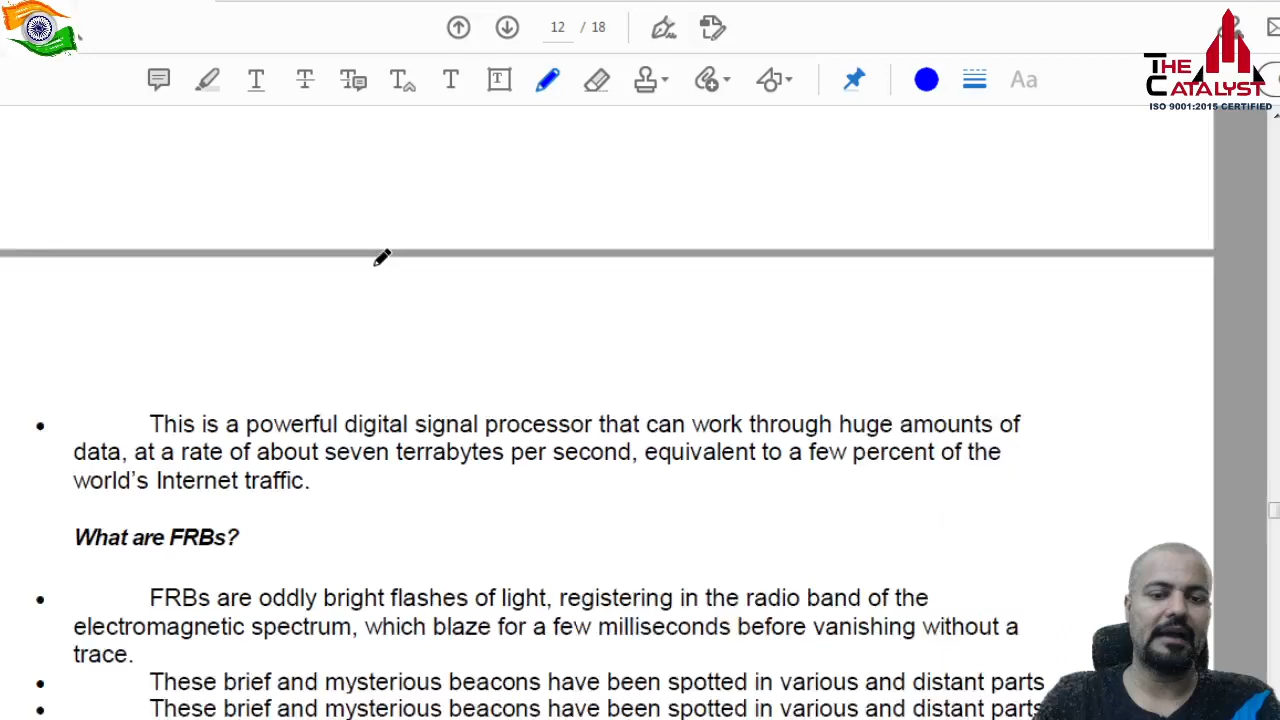 12 / 18
THE
CATALYST
ISO 9001:2015 CERTIFIED
T T T T T Aa
• This is a powerful digital signal processor that can work through huge amounts of
data, at a rate of about seven terrabytes per second, equivalent to a few percent of the
world's Internet traffic.
What are FRBs?
• FRBs are oddly bright flashes of light, registering in the radio band of the
electromagnetic spectrum, which blaze for a few milliseconds before vanishing without a
trace.
• These brief and mysterious beacons have been spotted in various and distant parts
• These brief and mysterious beacons have been spotted in various and distant parts